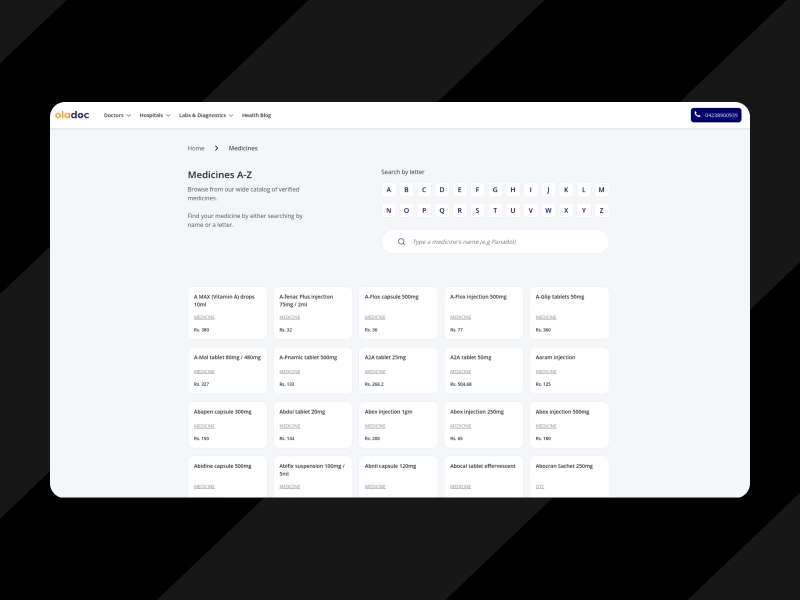 oladoc
Doctors
Hospitals
Labs & Diagnostics
Health Blog
04238900939
Home
Medicines
Medicines A-Z
Browse from our wide catalog of verified
medicines.
Find your medicine by either searching by
name or a letter.
Search by letter
A B C D E F G H I J K L M
N O P Q R S T U V W X Y Z
Type a medicine's name (e.g Panadol)
A MAX (Vitamin A) drops
10ml
MEDICINE
Rs. 380
A-fenac Plus injection
75mg / 2ml
MEDICINE
Rs. 32
A-Flox capsule 500mg
MEDICINE
Rs. 36
A-Flox injection 500mg
MEDICINE
Rs. 77
A-Glip tablets 50mg
MEDICINE
Rs. 360
A-Mal tablet 80mg / 480mg
MEDICINE
Rs. 327
A-Pnamic tablet 500mg
MEDICINE
Rs. 133
A2A tablet 25mg
MEDICINE
Rs. 266.2
A2A tablet 50mg
MEDICINE
Rs. 504.68
Aaram injection
MEDICINE
Rs. 125
Abapen capsule 300mg
MEDICINE
Rs. 150
Abdol tablet 20mg
MEDICINE
Rs. 144
Abex injection 1gm
MEDICINE
Rs. 200
Abex injection 250mg
MEDICINE
Rs. 65
Abex injection 500mg
MEDICINE
Rs. 180
Abidine capsule 500mg
MEDICINE
Abifix suspension 100mg /
5ml
MEDICINE
Abnil capsule 120mg
MEDICINE
Abocal tablet effervescent
MEDICINE
Abocran Sachet 250mg
OTC